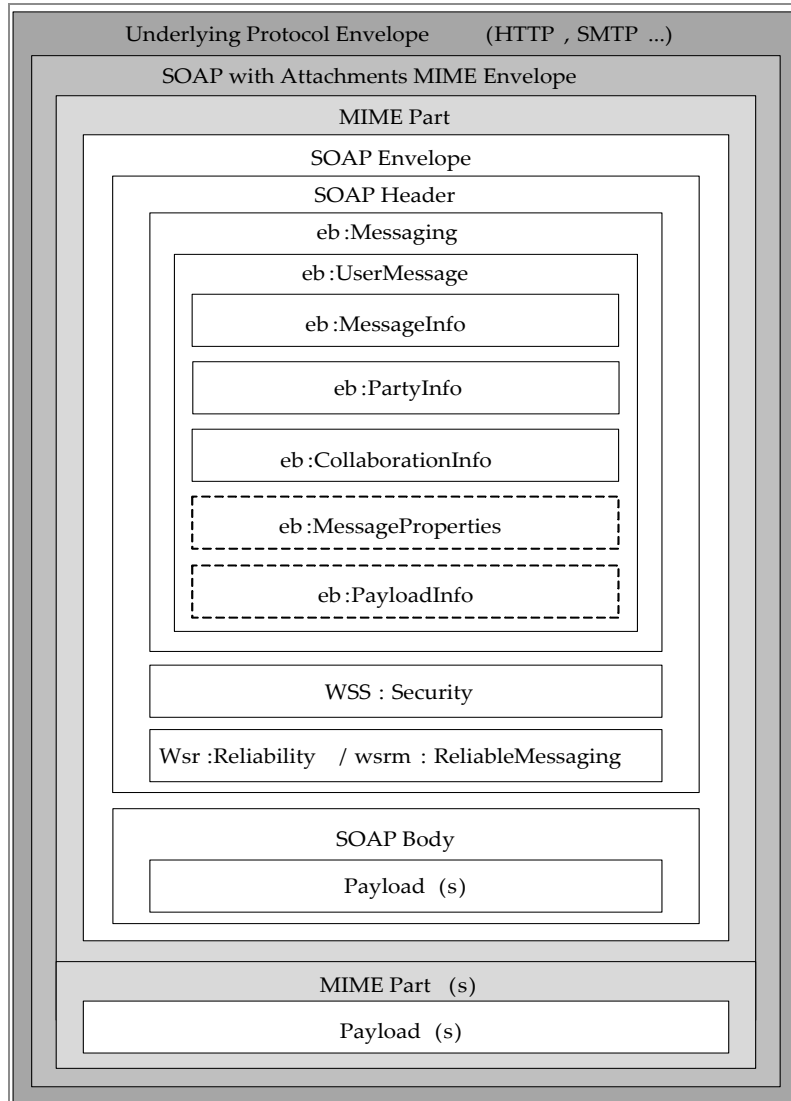 Underlying Protocol Envelope (HTTP , SMTP ...)
SOAP with Attachments MIME Envelope
MIME Part
SOAP Envelope
SOAP Header
eb :Messaging
eb :UserMessage
eb :MessageInfo
eb :PartyInfo
eb :CollaborationInfo
eb :MessageProperties
eb :PayloadInfo
WSS : Security
Wsr :Reliability / wsrm : ReliableMessaging
SOAP Body
Payload (s)
MIME Part (s)
Payload (s)